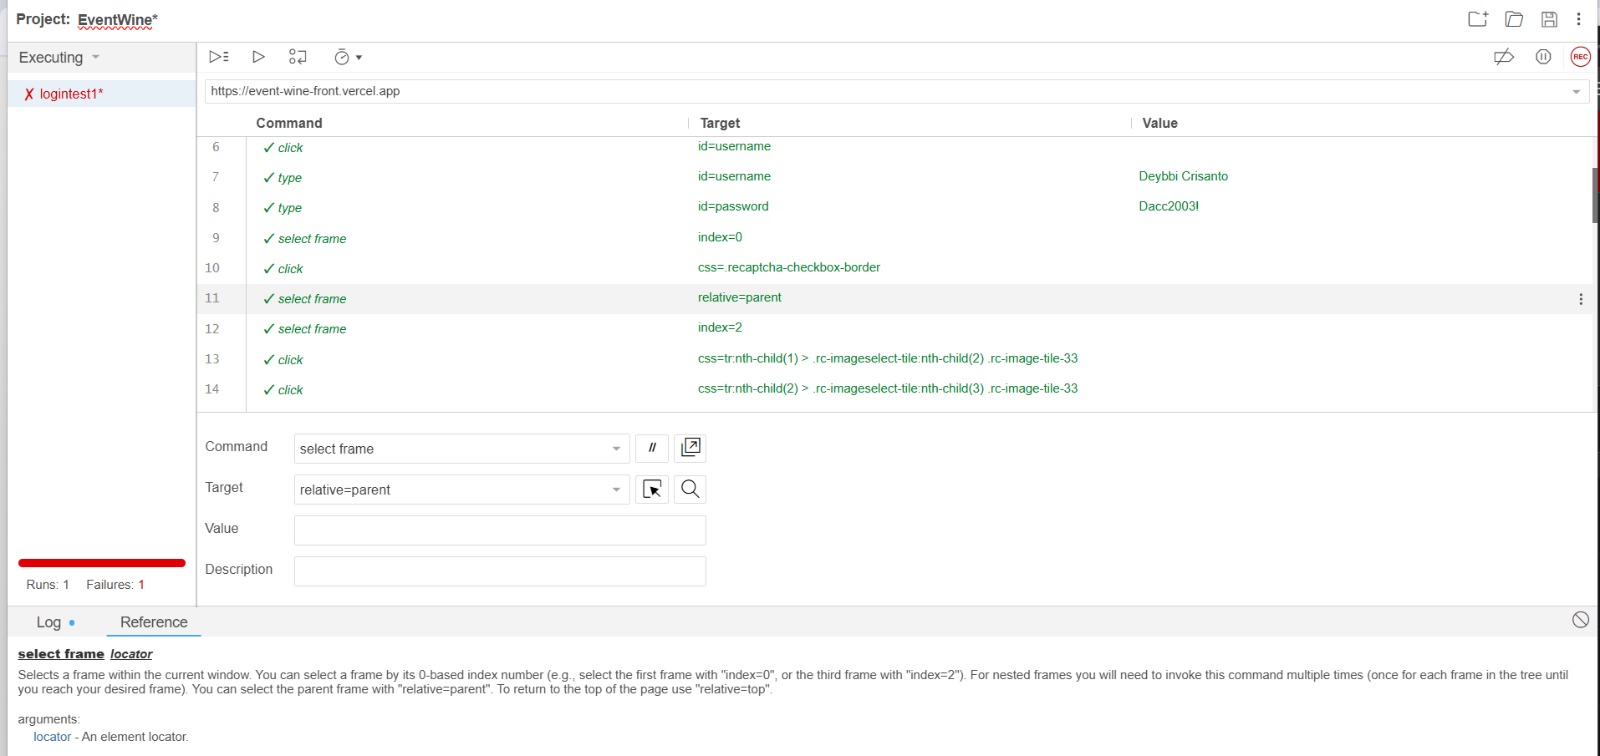 Project: EventWine*
Executing
X logintest1*
https://event-wine-front.vercel.app
REC
Command Target Value
6 ✓ click id=username
7 ✓ type id=username Deybbi Crisanto
8 ✓ type id=password Dacc2003!
9 ✓ select frame index=0
10 ✓ click css=.recaptcha-checkbox-border
11 ✓ select frame relative=parent
12 ✓ select frame index=2
13 ✓ click css=tr:nth-child(1) > .rc-imageselect-tile:nth-child(2) .rc-image-tile-33
14 ✓ click css=tr:nth-child(2) > .rc-imageselect-tile:nth-child(3) .rc-image-tile-33
Command select frame //
Target relative=parent
Value
Description
Runs: 1 Failures: 1
Log Reference
select frame locator
Selects a frame within the current window. You can select a frame by its 0-based index number (e.g., select the first frame with "index=0", or the third frame with "index=2"). For nested frames you will need to invoke this command multiple times (once for each frame in the tree until
you reach your desired frame). You can select the parent frame with "relative=parent". To return to the top of the page use "relative=top".
arguments:
locator - An element locator.